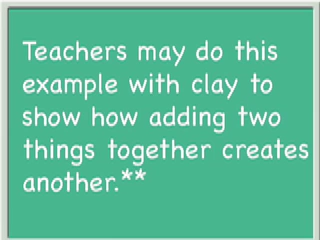 Teachers may do this
example with clay to
show how adding two
things together creates
another.**